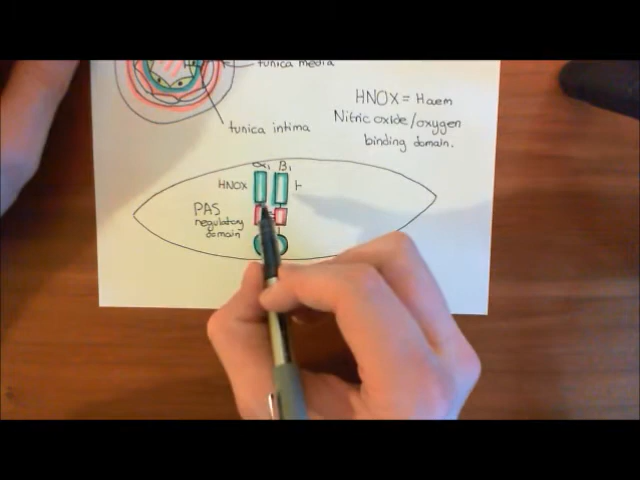 tunica media
tunica intima
HNOX = Haem
Nitric oxide/oxygen
binding domain.
α₁ β₁
HNOX
PAS
regulatory
domain